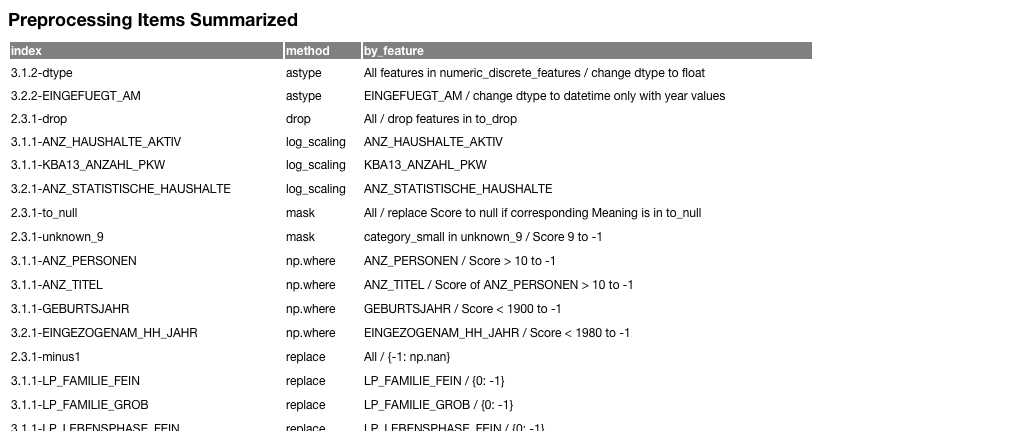 Preprocessing Items Summarized
index method by_feature
3.1.2-dtype astype All features in numeric_discrete_features / change dtype to float
3.2.2-EINGEFUEGT_AM astype EINGEFUEGT_AM / change dtype to datetime only with year values
2.3.1-drop drop All / drop features in to_drop
3.1.1-ANZ_HAUSHALTE_AKTIV log_scaling ANZ_HAUSHALTE_AKTIV
3.1.1-KBA13_ANZAHL_PKW log_scaling KBA13_ANZAHL_PKW
3.2.1-ANZ_STATISTISCHE_HAUSHALTE log_scaling ANZ_STATISTISCHE_HAUSHALTE
2.3.1-to_null mask All / replace Score to null if corresponding Meaning is in to_null
2.3.1-unknown_9 mask category_small in unknown_9 / Score 9 to -1
3.1.1-ANZ_PERSONEN np.where ANZ_PERSONEN / Score > 10 to -1
3.1.1-ANZ_TITEL np.where ANZ_TITEL / Score of ANZ_PERSONEN > 10 to -1
3.1.1-GEBURTSJAHR np.where GEBURTSJAHR / Score < 1900 to -1
3.2.1-EINGEZOGENAM_HH_JAHR np.where EINGEZOGENAM_HH_JAHR / Score < 1980 to -1
2.3.1-minus1 replace All / {-1: np.nan}
3.1.1-LP_FAMILIE_FEIN replace LP_FAMILIE_FEIN / {0: -1}
3.1.1-LP_FAMILIE_GROB replace LP_FAMILIE_GROB / {0: -1}
3.1.1-LP_LEBENSPHASE_FEIN replace LP_LEBENSPHASE_FEIN / {0: -1}